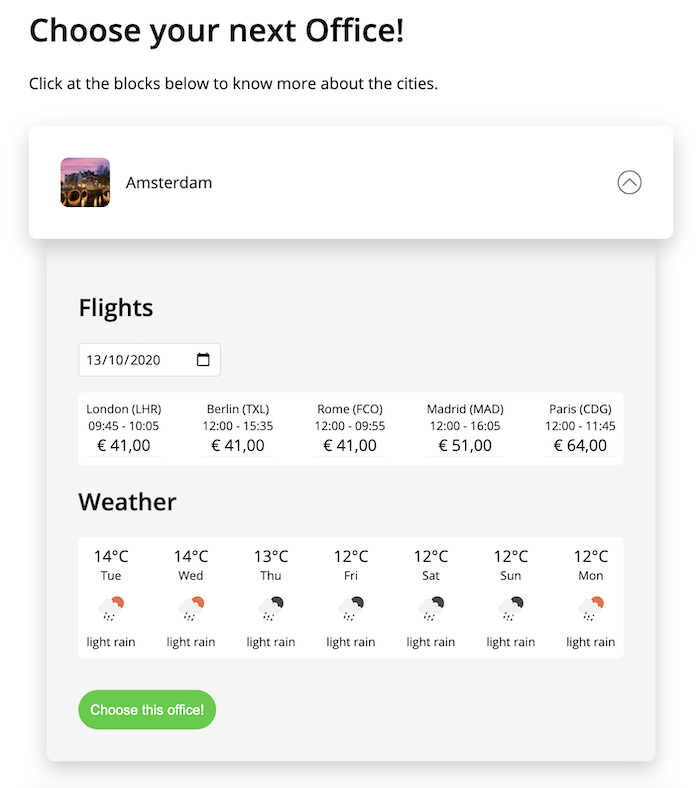 Choose your next Office!
Click at the blocks below to know more about the cities.
Amsterdam
Flights
13/10/2020
London (LHR) Berlin (TXL) Rome (FCO) Madrid (MAD) Paris (CDG)
09:45 - 10:05 12:00 - 15:35 12:00 - 09:55 12:00 - 16:05 12:00 - 11:45
€ 41,00 € 41,00 € 41,00 € 51,00 € 64,00
Weather
14°C 14°C 13°C 12°C 12°C 12°C 12°C
Tue Wed Thu Fri Sat Sun Mon
light rain light rain light rain light rain light rain light rain light rain
Choose this office!